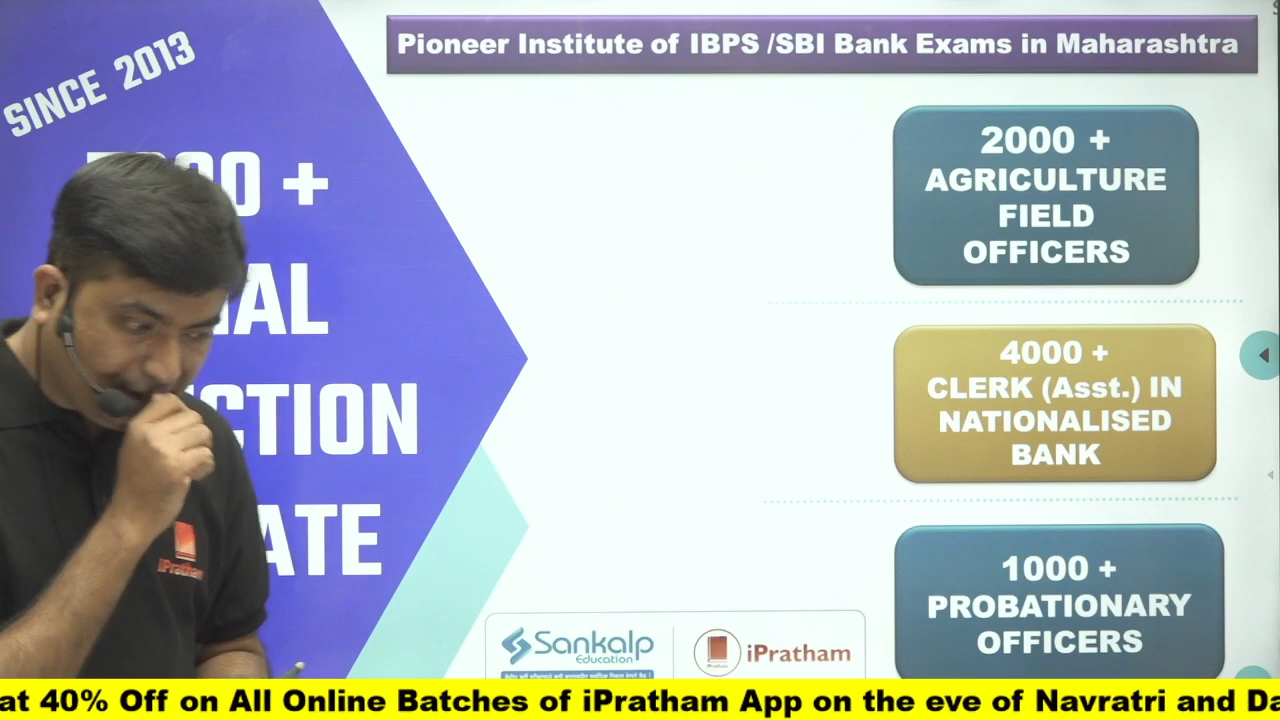 SINCE 2013
+
Pioneer Institute of IBPS /SBI Bank Exams in Maharashtra
2000 +
AGRICULTURE
FIELD
OFFICERS
4000 +
CLERK (Asst.) IN
NATIONALISED
BANK
1000 +
PROBATIONARY
OFFICERS
iPratham
Sankalp
Education
iPratham
at 40% Off on All Online Batches of iPratham App on the eve of Navratri and Da